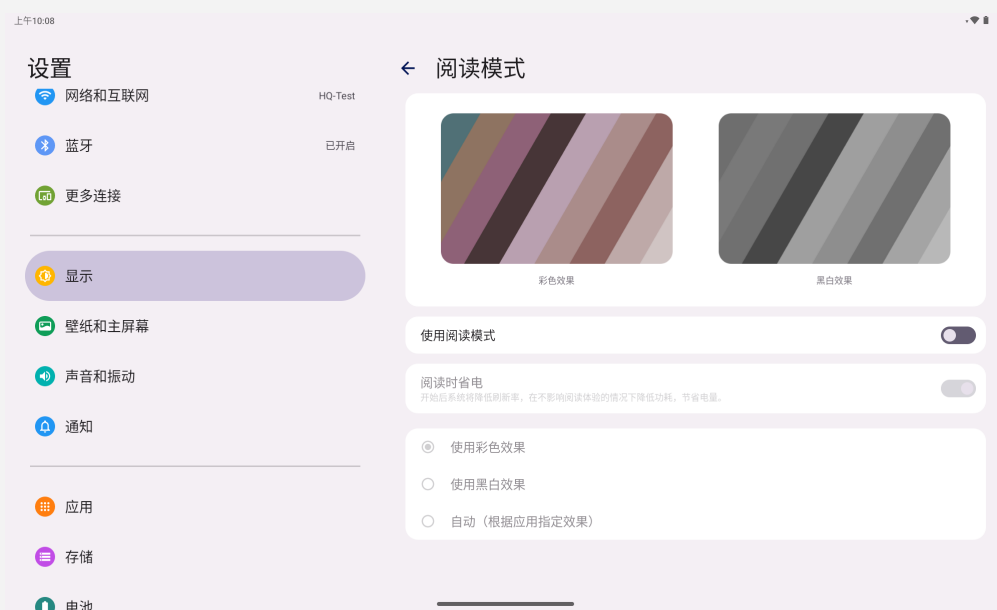 上午10:08
设置
网络和互联网
HQ-Test
蓝牙
已开启
更多连接
显示
壁纸和主屏幕
声音和振动
通知
应用
存储
电池
阅读模式
彩色效果
黑白效果
使用阅读模式
阅读时省电
开始后系统将降低刷新率，在不影响阅读体验的情况下降低功耗，节省电量。
使用彩色效果
使用黑白效果
自动（根据应用指定效果）